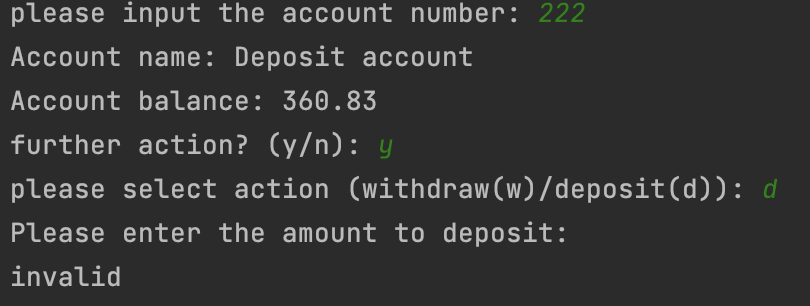 please input the account number: 222
Account name: Deposit account
Account balance: 360.83
further action? (y/n): y
please select action (withdraw(w)/deposit(d)): d
Please enter the amount to deposit:
invalid